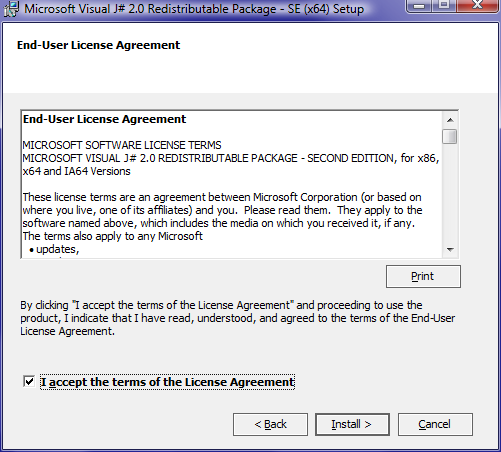 Microsoft Visual J# 2.0 Redistributable Package - SE (x64) Setup
End-User License Agreement
End-User License Agreement
MICROSOFT SOFTWARE LICENSE TERMS
MICROSOFT VISUAL J# 2.0 REDISTRIBUTABLE PACKAGE - SECOND EDITION, for x86,
x64 and IA64 Versions
These license terms are an agreement between Microsoft Corporation (or based on
where you live, one of its affiliates) and you.  Please read them.  They apply to the
software named above, which includes the media on which you received it, if any.
The terms also apply to any Microsoft
• updates,
Print
By clicking "I accept the terms of the License Agreement" and proceeding to use the
product, I indicate that I have read, understood, and agreed to the terms of the End-User
License Agreement.
I accept the terms of the License Agreement
< Back
Install >
Cancel